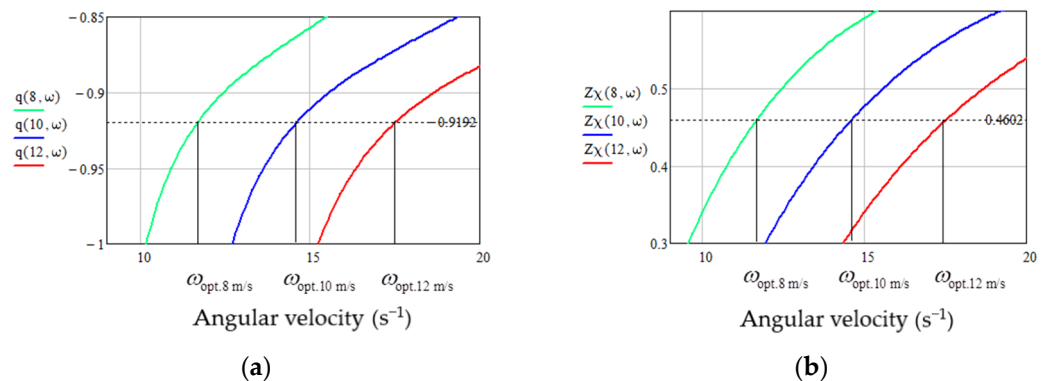 −0.85
−0.9
−0.95
−1
q(8,ω)
q(10,ω)
q(12,ω)
−0.9192
10
15
20
ωopt.8 m/s
ωopt.10 m/s
ωopt.12 m/s
Angular velocity (s⁻¹)
(a)
0.5
0.4
0.3
Zχ(8,ω)
Zχ(10,ω)
Zχ(12,ω)
0.4602
10
15
20
ωopt.8 m/s
ωopt.10 m/s
ωopt.12 m/s
Angular velocity (s⁻¹)
(b)